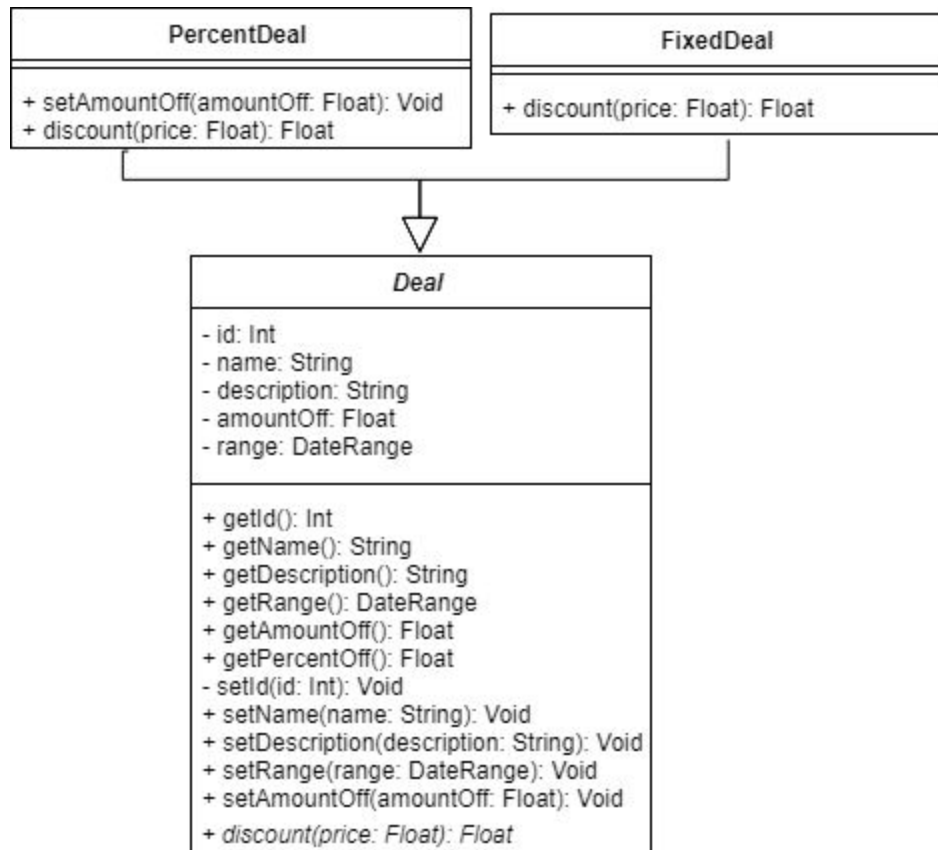 PercentDeal
+ setAmountOff(amountOff: Float): Void
+ discount(price: Float): Float
FixedDeal
+ discount(price: Float): Float
Deal
- id: Int
- name: String
- description: String
- amountOff: Float
- range: DateRange
+ getId(): Int
+ getName(): String
+ getDescription(): String
+ getRange(): DateRange
+ getAmountOff(): Float
+ getPercentOff(): Float
- setId(id: Int): Void
+ setName(name: String): Void
+ setDescription(description: String): Void
+ setRange(range: DateRange): Void
+ setAmountOff(amountOff: Float): Void
+ discount(price: Float): Float